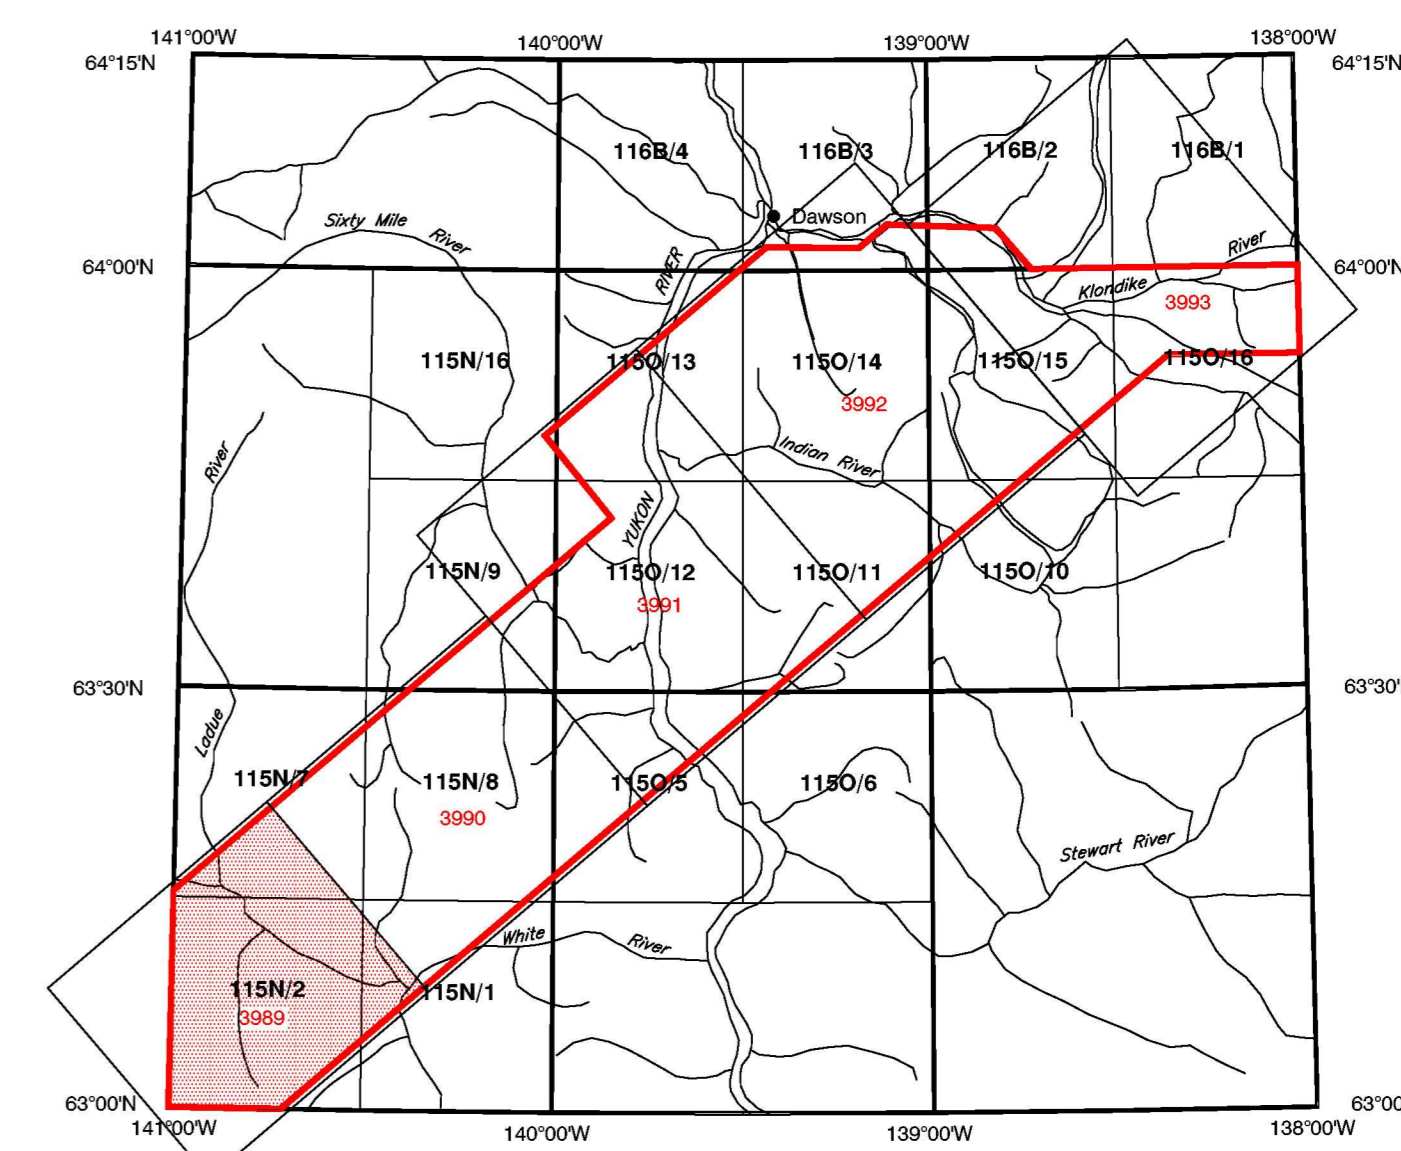 141°00'W
140°00'W
139°00'W
138°00'W
64°15'N
64°15'N
116B/4
116B/3
116B/2
116B/1
Dawson
Sixty Mile River
RIVER
River
64°00'N
64°00'N
Klondike
3993
115N/16
115O/13
115O/14
115O/15
115O/16
3992
River
Indian River
YUKON
115N/9
115O/12
115O/11
115O/10
3991
63°30'N
63°30'N
Ladue
115N/7
115N/8
115O/5
115O/6
3990
Stewart River
White River
115N/2
115N/1
3989
63°00'N
63°00
141°00'W
140°00'W
139°00'W
138°00'W